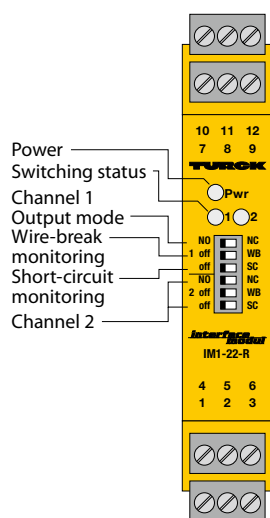 10 11 12
7 8 9
TURCK
Power
Pwr
Switching status
1 2
Channel 1
Output mode
NO NC
Wire-break
monitoring
1 off WB
Short-circuit
monitoring
off SC
NO NC
2 off WB
Channel 2
off SC
interface
modul
IM1-22-R
4 5 6
1 2 3